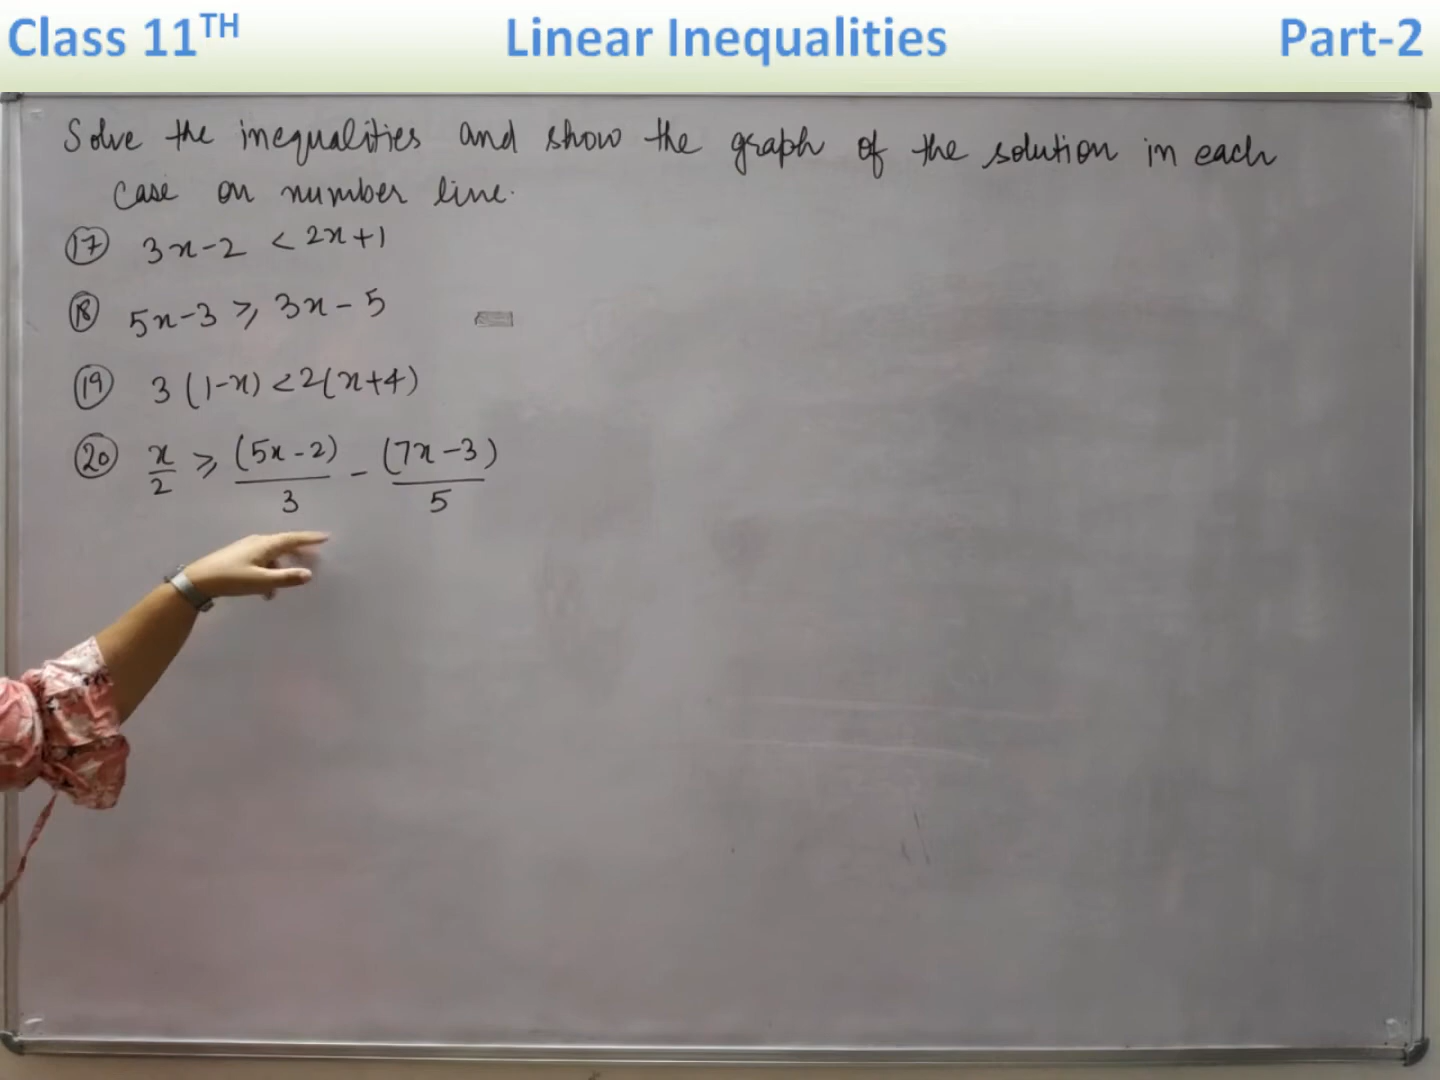 Class 11TH Linear Inequalities Part-2
Solve the inequalities and show the graph of the solution in each
case on number line.
17 3x-2 < 2x+1
18 5x-3 ⩾ 3x-5
19 3(1-x) < 2(x+4)
20 x/2 ⩾ (5x-2)/3 - (7x-3)/5